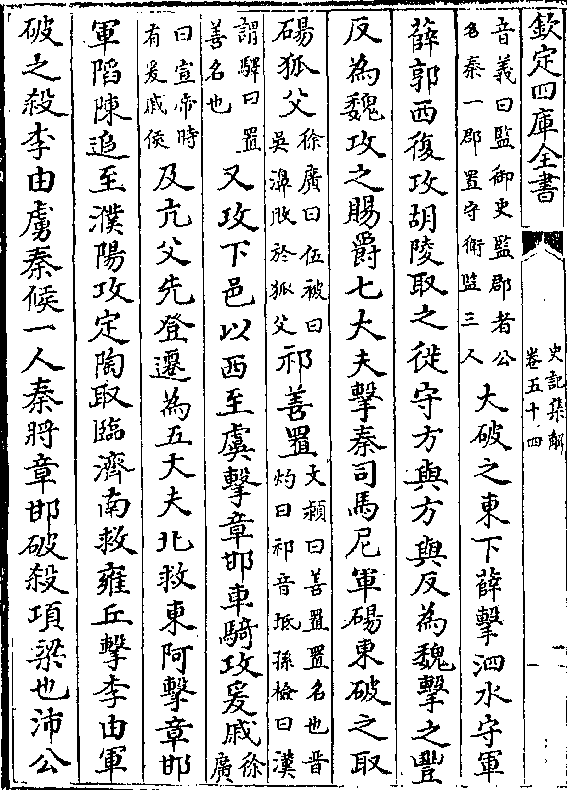 欽定四庫全書
史記集解
卷五十四
音義曰監御史監郡者公
名秦一郡置守衛監三人
大破之東下薛擊泗水守軍
薛郭西復攻胡陵取之徙守方與方與反為魏擊之豐
反為魏攻之賜爵七大夫擊秦司馬尼軍碭東破之取
碭狐父
徐廣曰伍被曰
吳濞敗於狐父
祁善置
文穎曰善置置名也晋
灼曰祁音坻孫檢曰漢
謂驛曰置
善名也
又攻下邑以西至虞擊章邯車騎攻爰戚
徐
廣
曰宣帝時
有爰戚侯
及亢父先登遷為五大夫北救東阿擊章邯
軍陷陳追至濮陽攻定陶取臨濟南救雍丘擊李由軍
破之殺李由虜秦候一人秦將章邯破殺項梁也沛公